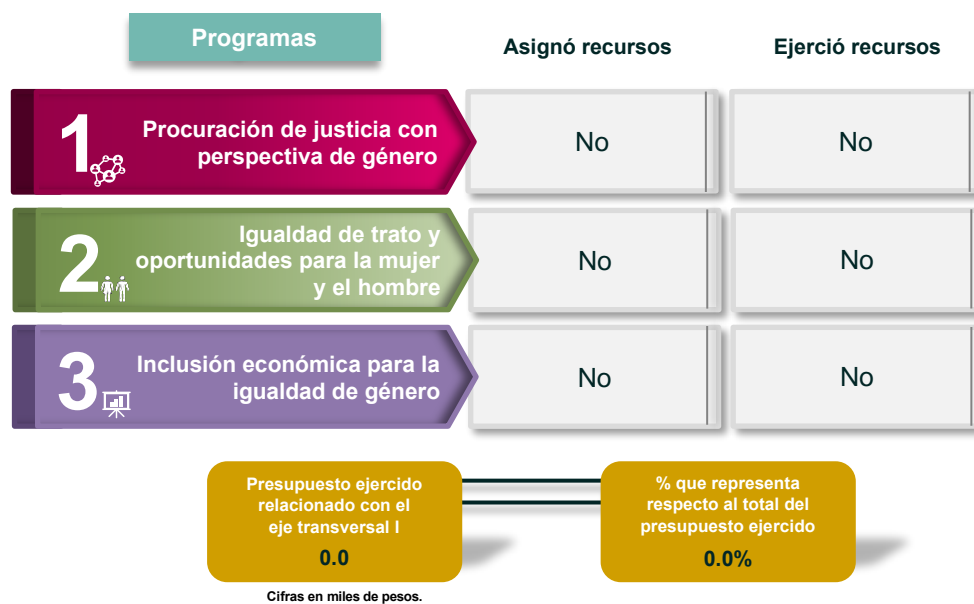 Programas
Asignó recursos
Ejerció recursos
1
Procuración de justicia con
perspectiva de género
No
No
2
Igualdad de trato y
oportunidades para la mujer
y el hombre
No
No
3
Inclusión económica para la
igualdad de género
No
No
Presupuesto ejercido
relacionado con el
eje transversal I
0.0
% que representa
respecto al total del
presupuesto ejercido
0.0%
Cifras en miles de pesos.